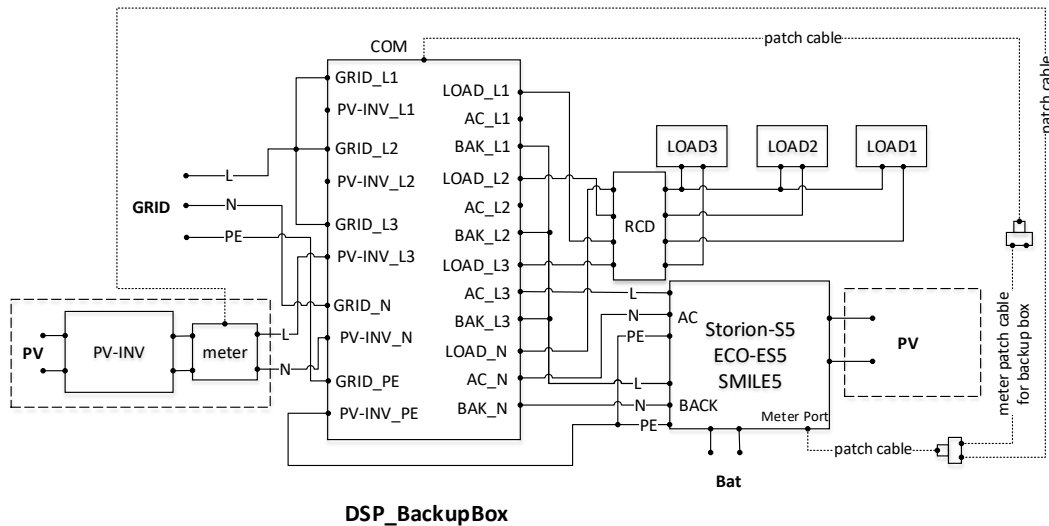 COM
patch cable
patch cable
GRID_L1
PV-INV_L1
GRID_L2
PV-INV_L2
GRID_L3
PV-INV_L3
GRID_N
PV-INV_N
GRID_PE
PV-INV_PE
LOAD_L1
AC_L1
BAK_L1
LOAD_L2
AC_L2
BAK_L2
LOAD_L3
AC_L3
BAK_L3
LOAD_N
AC_N
BAK_N
L
GRID
N
PE
PV
PV-INV
meter
L
N
RCD
LOAD3
LOAD2
LOAD1
L
N
PE
AC
Storion-S5
ECO-ES5
SMILE5
L
N
PE
BACK
Meter Port
PV
Bat
patch cable
meter patch cable
for backup box
DSP_BackupBox